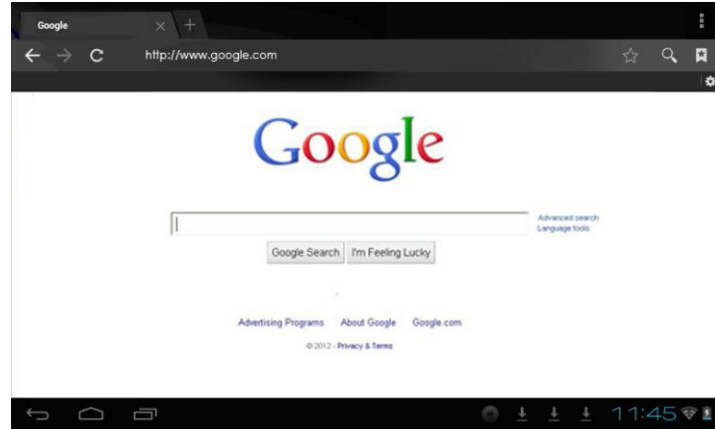 Google
http://www.google.com
Google
Advanced search
Language tools
Google Search I'm Feeling Lucky
Advertising Programs About Google Google.com
© 2012 - Privacy & Terms
11:45